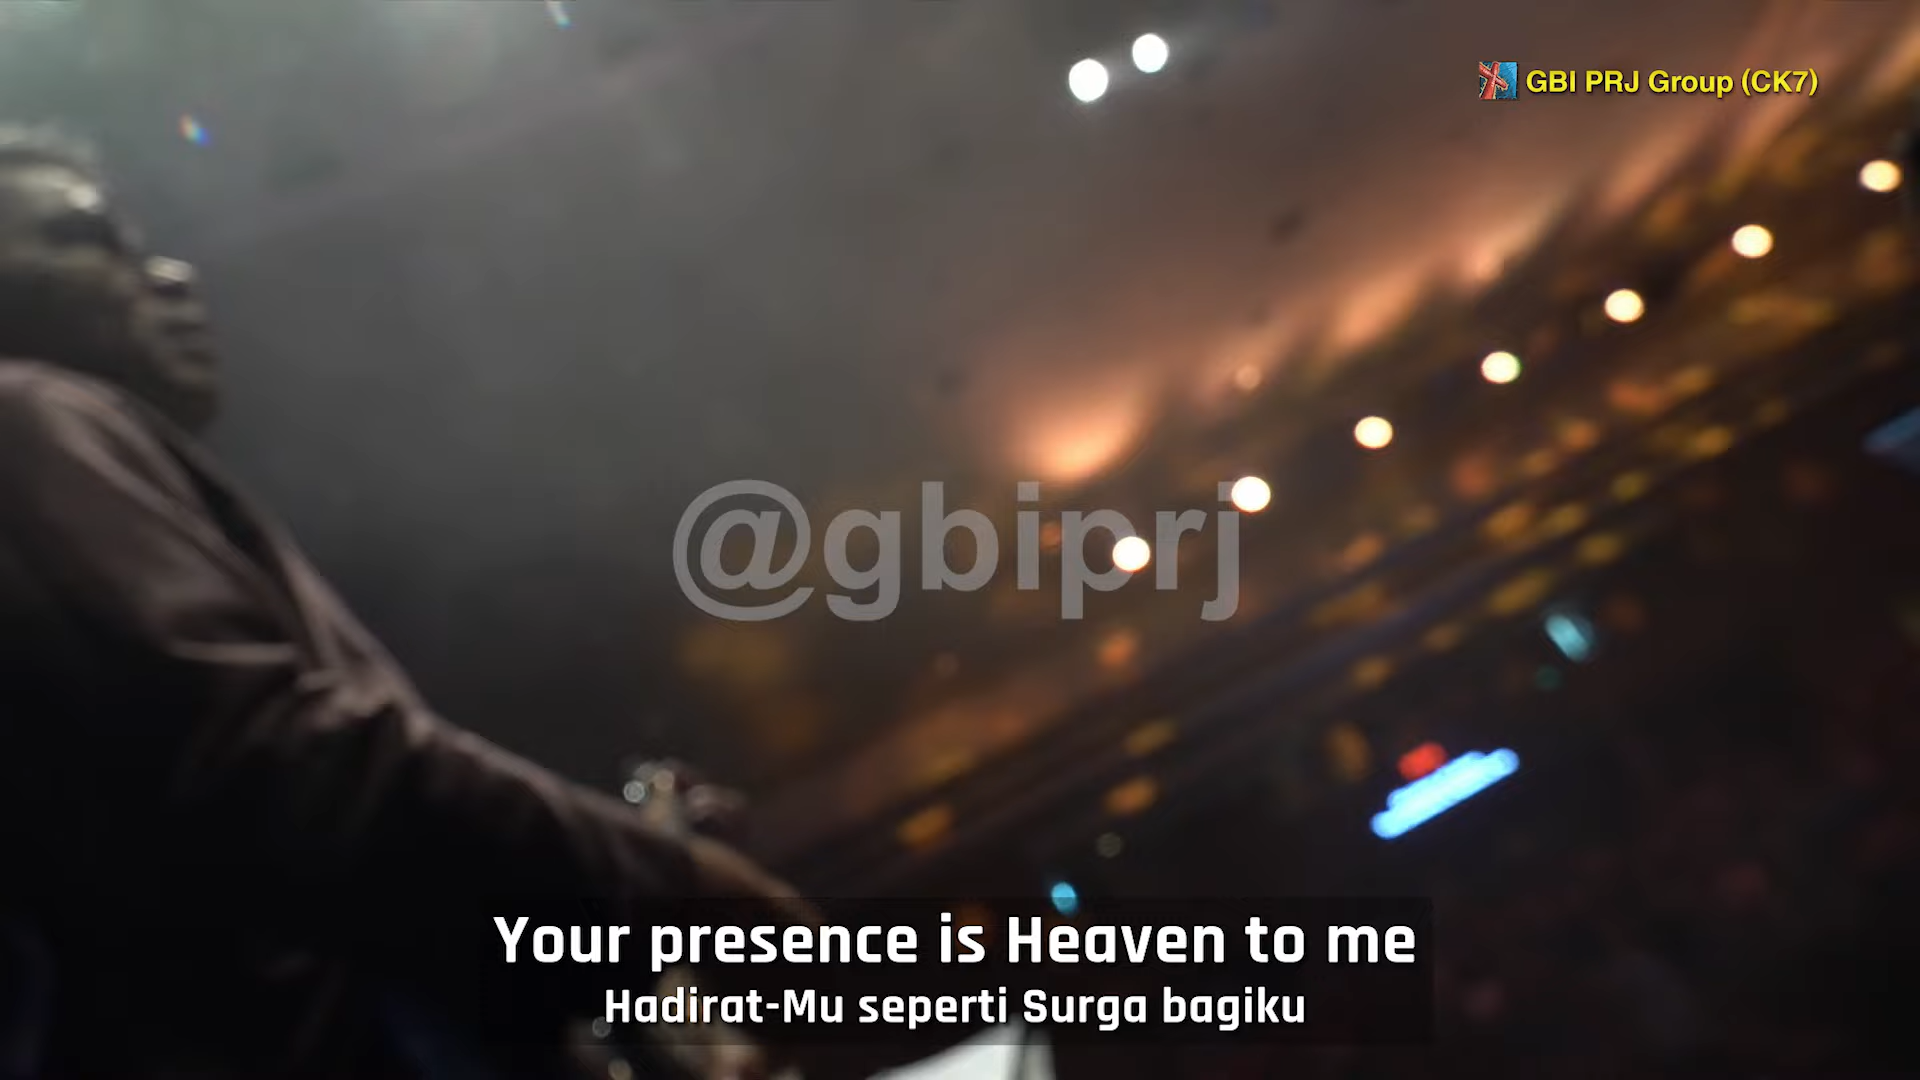 GBI PRJ Group (CK7)
@gbiprj
Your presence is Heaven to me
Hadirat-Mu seperti Surga bagiku